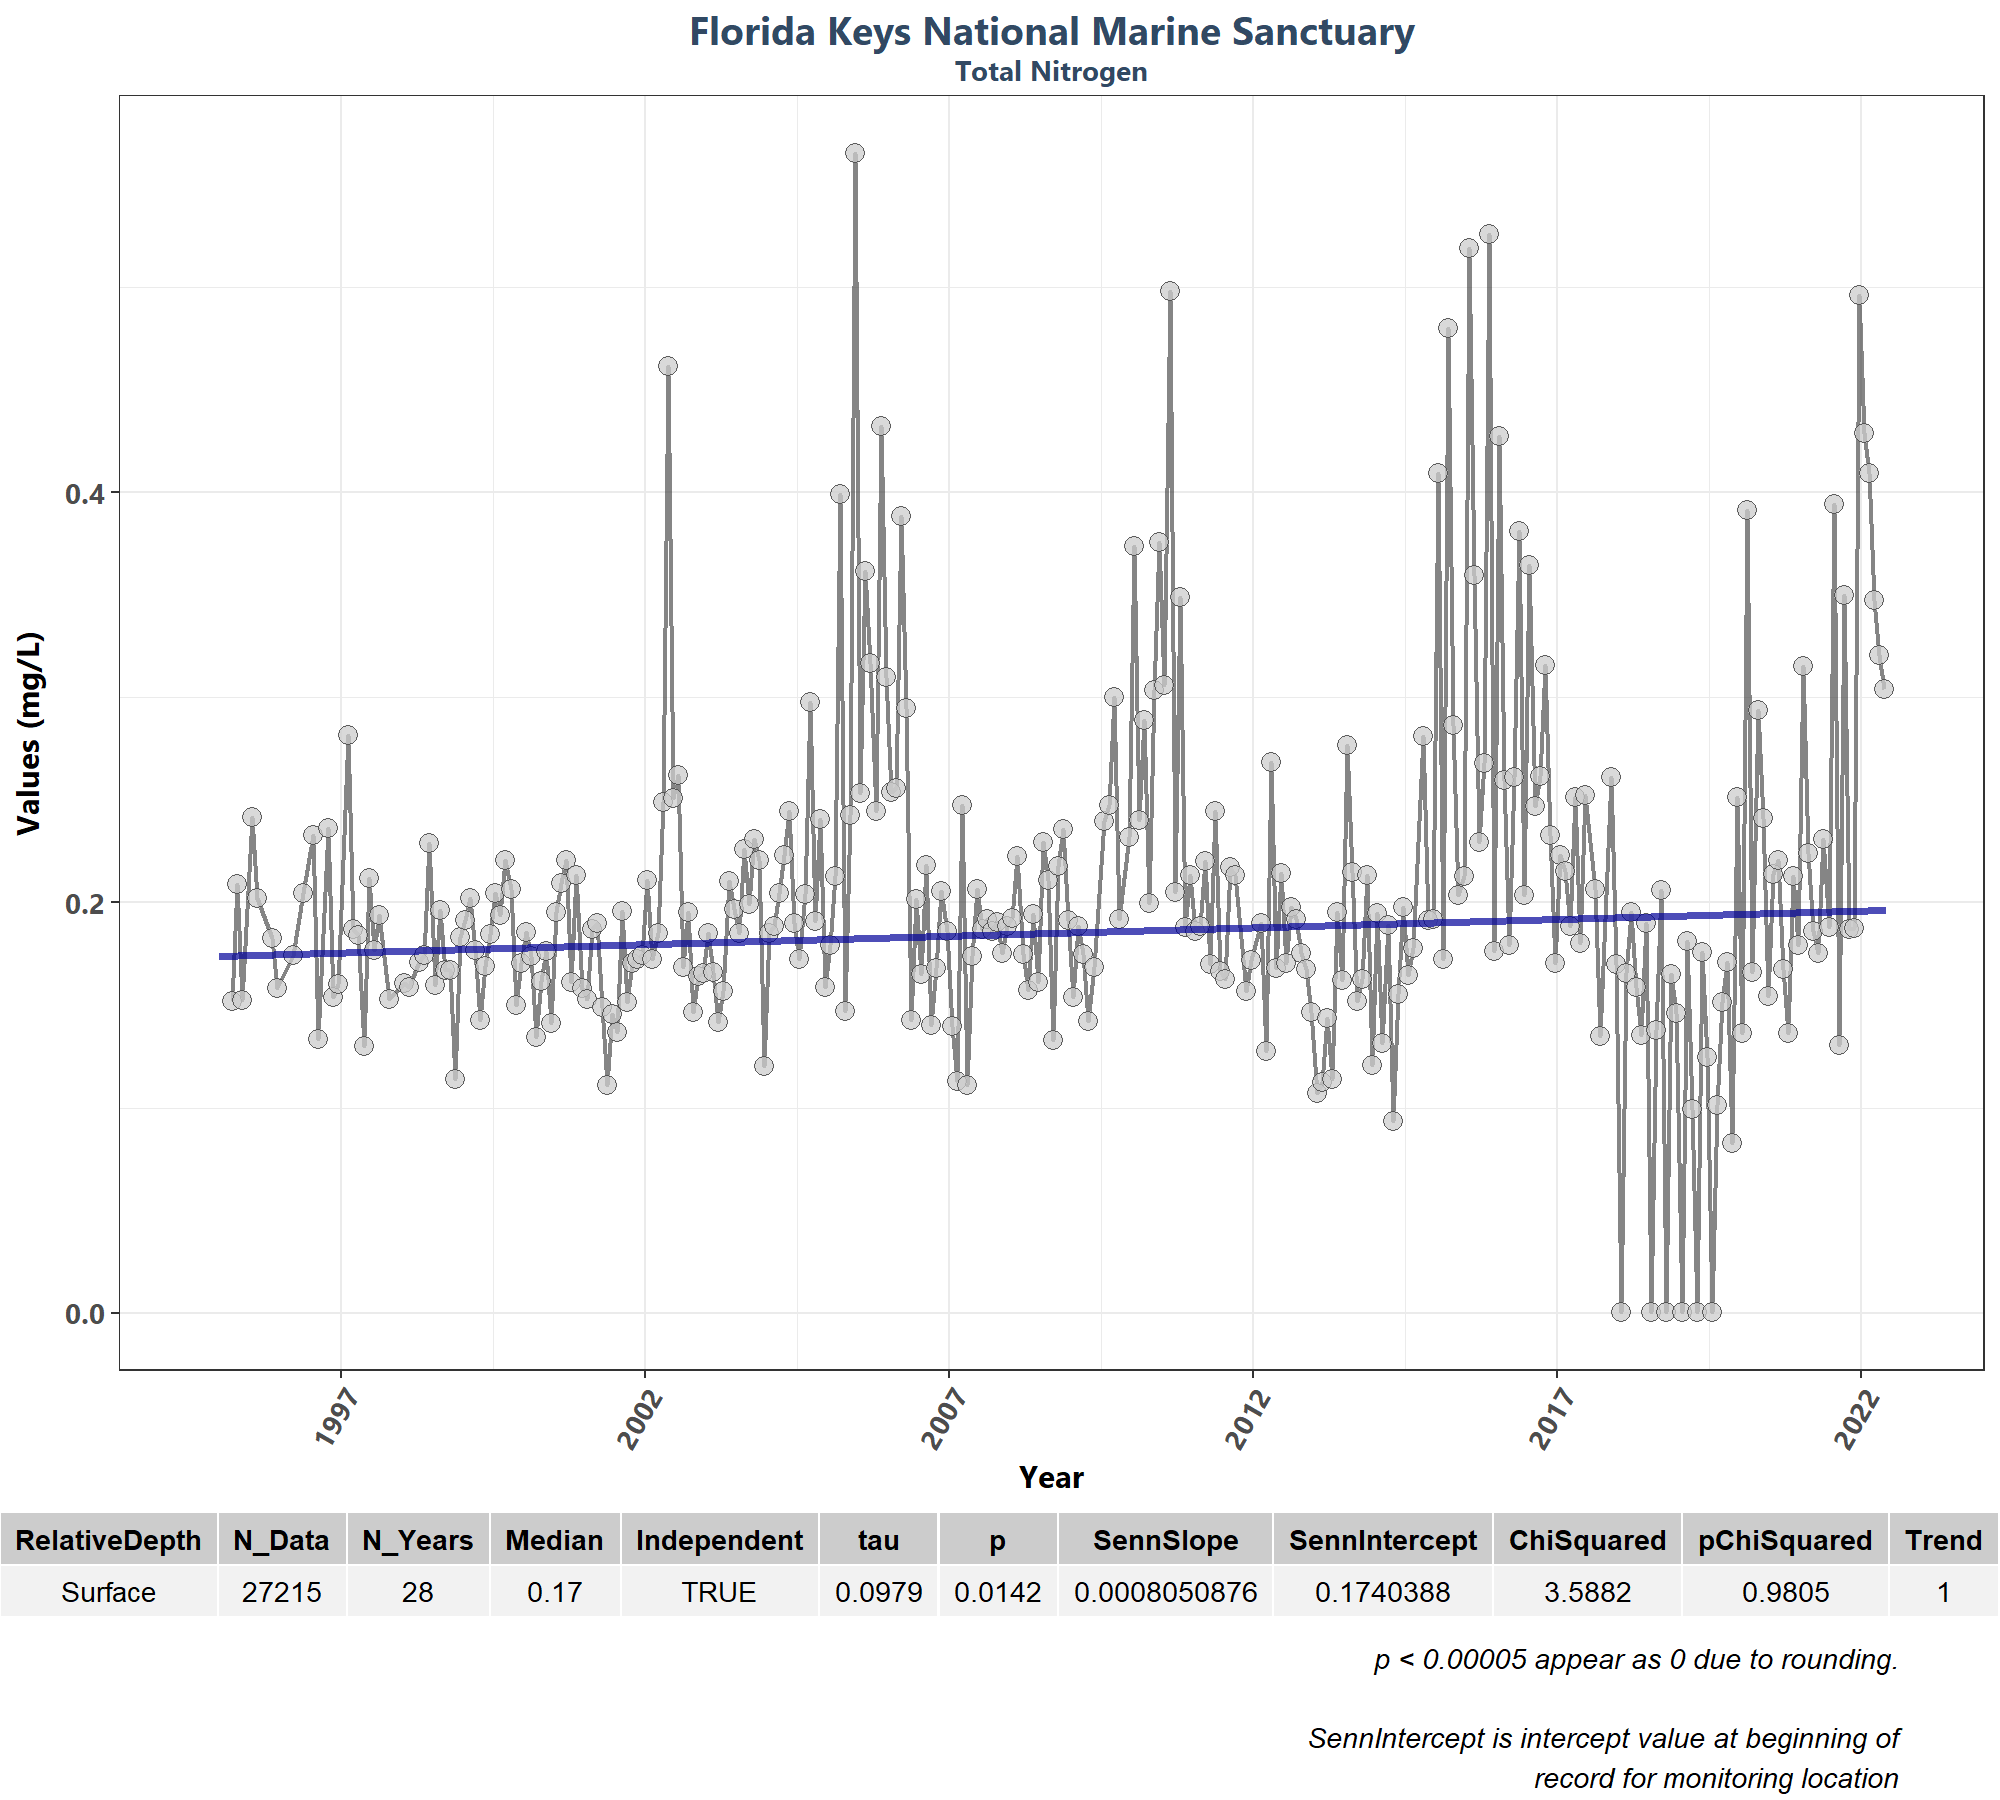 Florida Keys National Marine Sanctuary
Total Nitrogen
Values (mg/L)
0.4
0.2
0.0
1997 2002 2007 2012 2017 2022
Year
RelativeDepth N_Data N_Years Median Independent tau p SennSlope SennIntercept ChiSquared pChiSquared Trend
Surface 27215 28 0.17 TRUE 0.0979 0.0142 0.0008050876 0.1740388 3.5882 0.9805 1
p < 0.00005 appear as 0 due to rounding.
SennIntercept is intercept value at beginning of
record for monitoring location